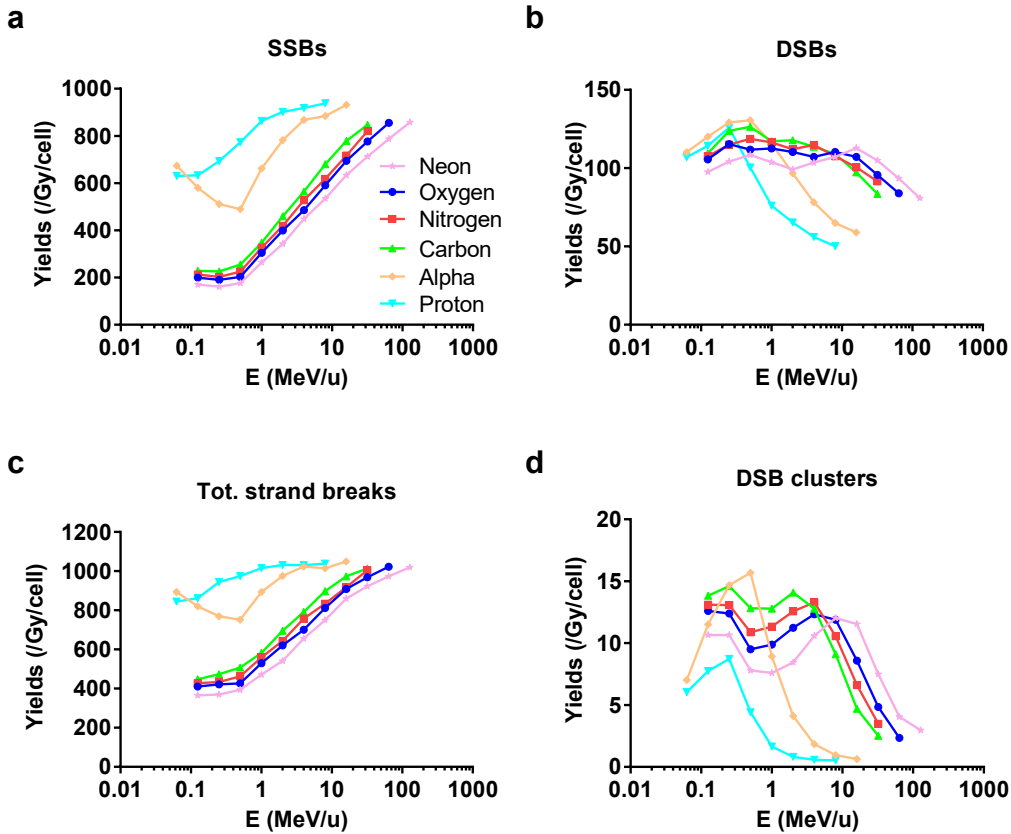 a
SSBs
Yields (/Gy/cell)
1000
800
600
400
200
0
0.01 0.1 1 10 100 1000
E (MeV/u)
Neon
Oxygen
Nitrogen
Carbon
Alpha
Proton
b
DSBs
Yields (/Gy/cell)
150
100
50
0
0.01 0.1 1 10 100 1000
E (MeV/u)
c
Tot. strand breaks
Yields (/Gy/cell)
1200
1000
800
600
400
200
0
0.01 0.1 1 10 100 1000
E (MeV/u)
d
DSB clusters
Yields (/Gy/cell)
20
15
10
5
0
0.01 0.1 1 10 100 1000
E (MeV/u)